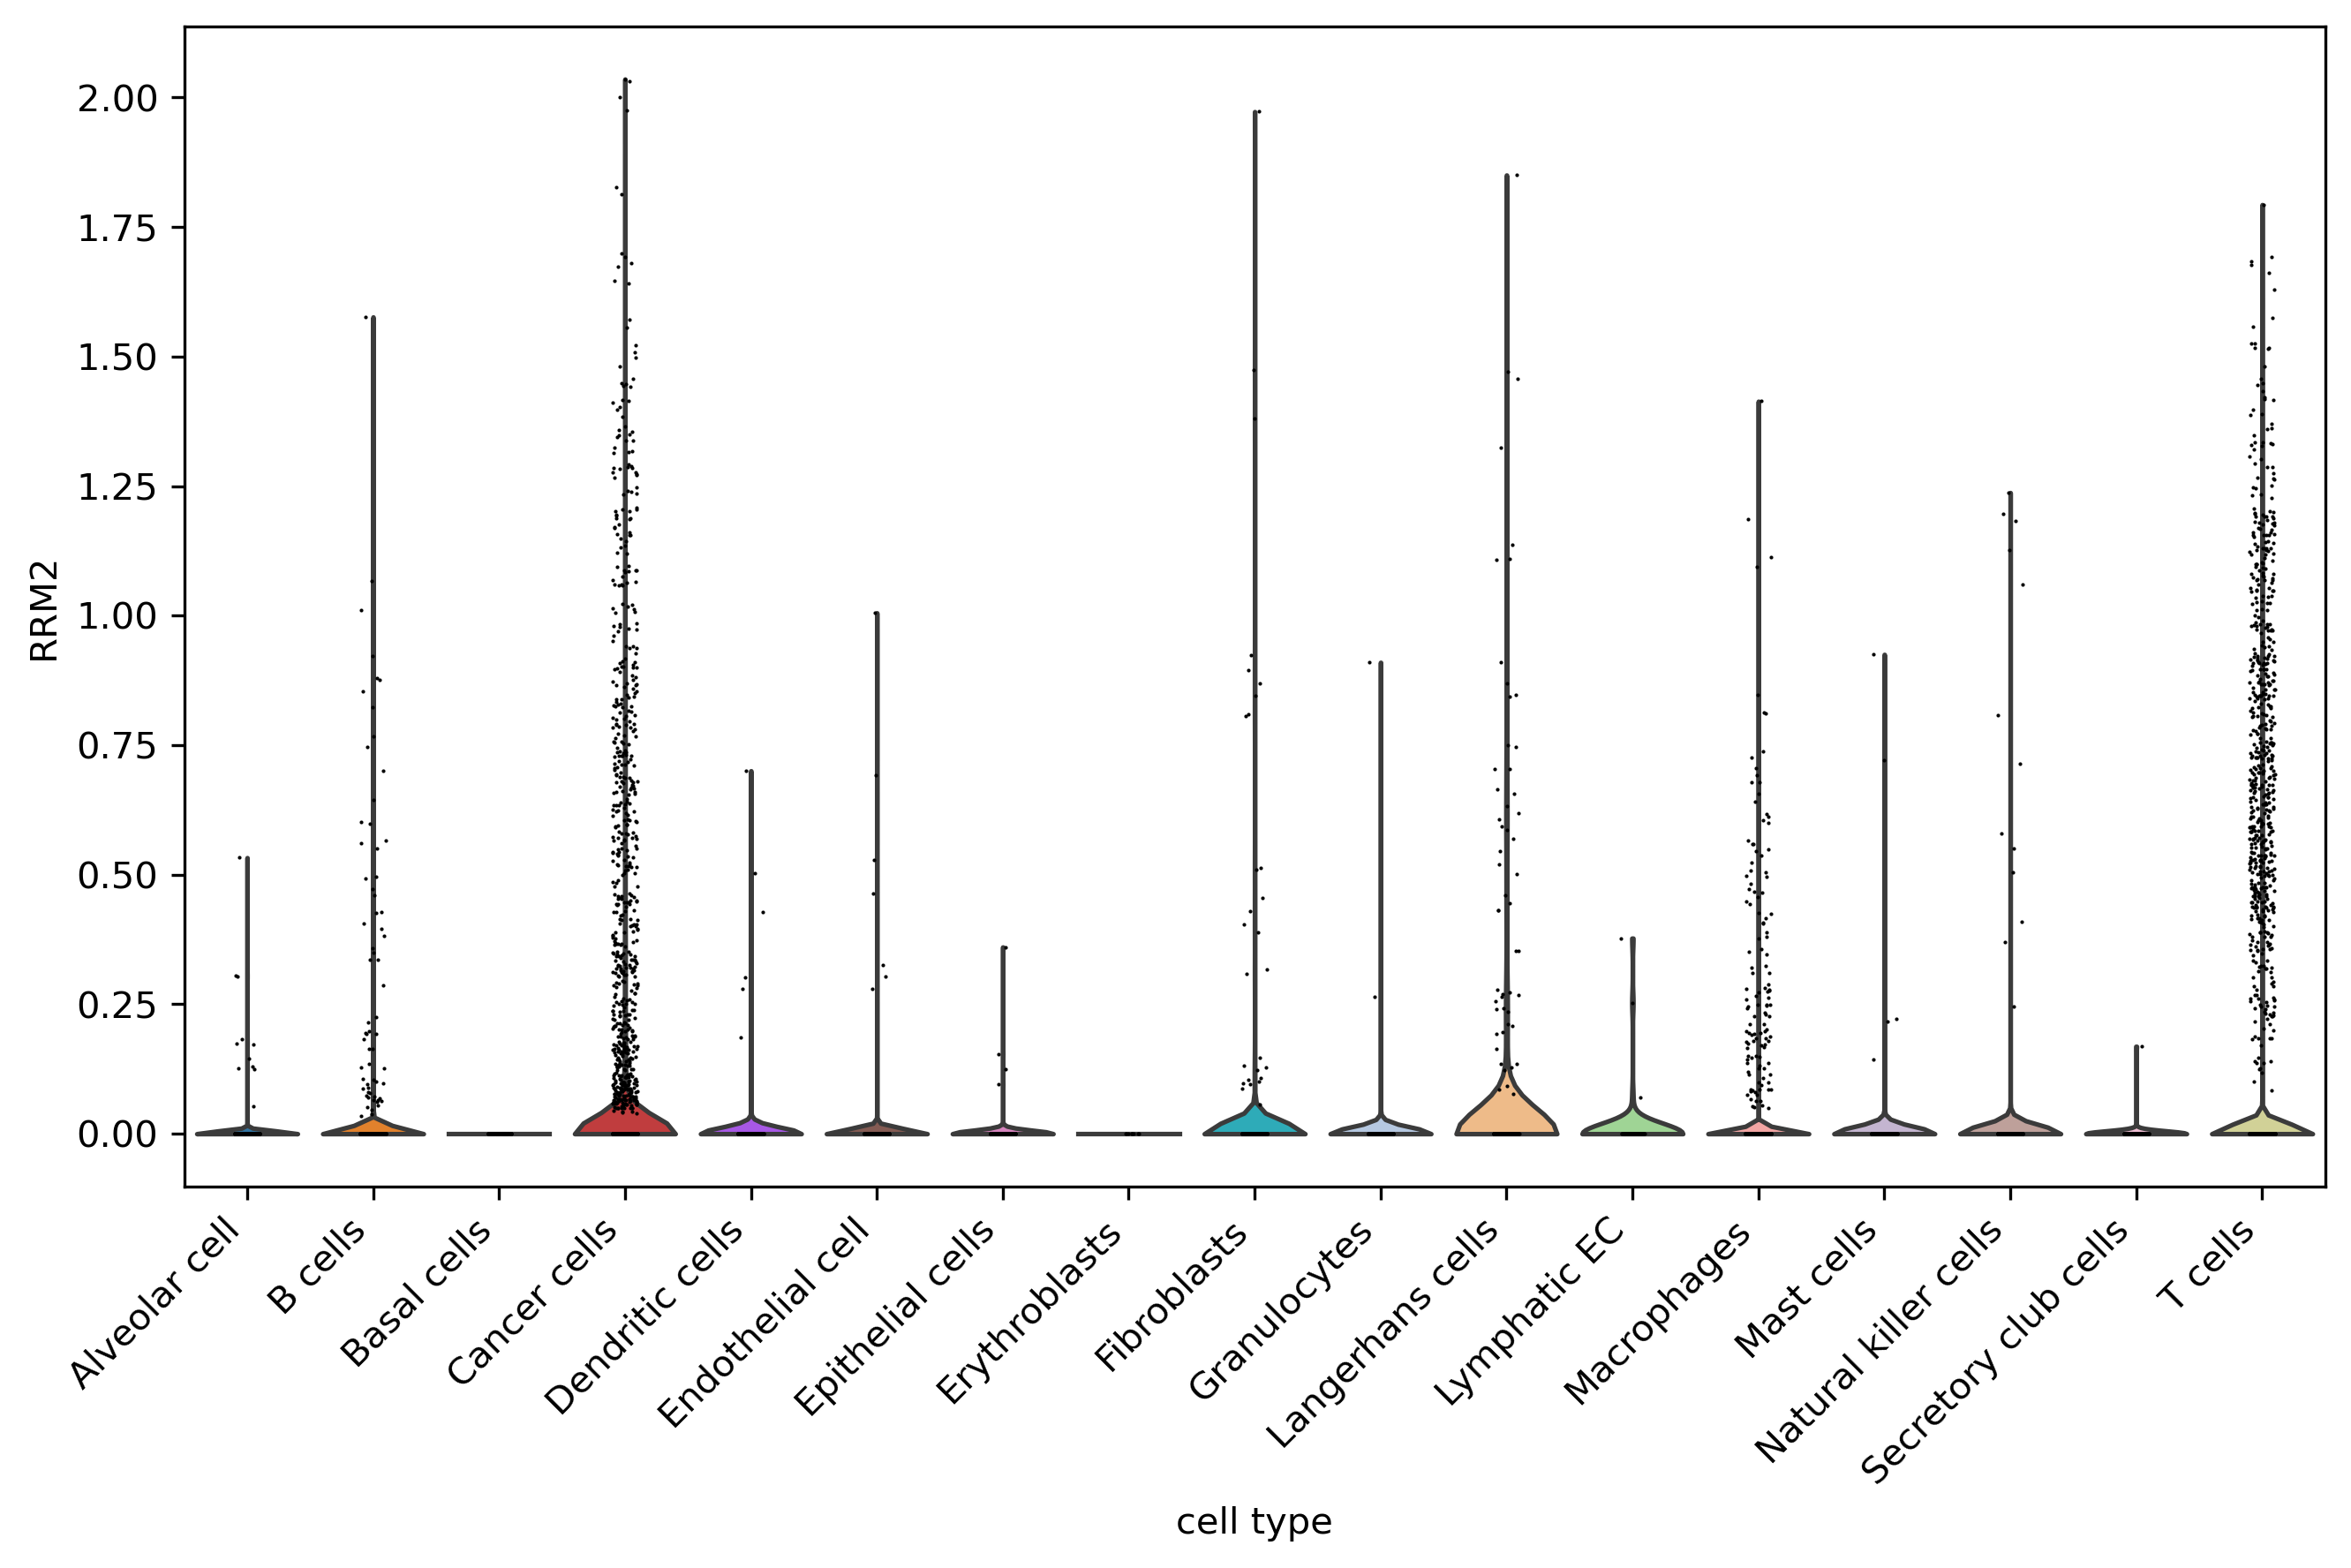 RRM2
2.00
1.75
1.50
1.25
1.00
0.75
0.50
0.25
0.00
Alveolar cell
B cells
Basal cells
Cancer cells
Dendritic cells
Endothelial cell
Epithelial cells
Erythroblasts
Fibroblasts
Granulocytes
Langerhans cells
Lymphatic EC
Macrophages
Mast cells
Natural killer cells
Secretory club cells
T cells
cell type